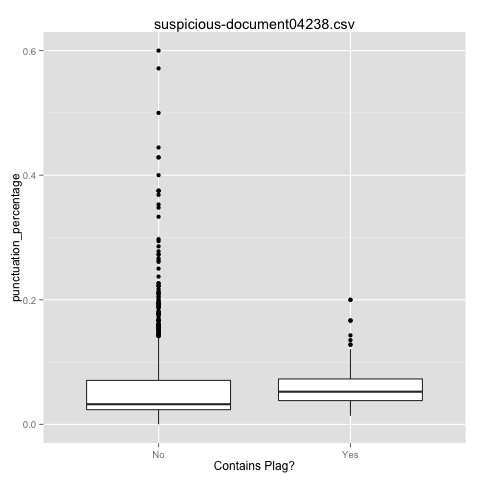 suspicious-document04238.csv
0.6
0.4
0.2
0.0
punctuation_percentage
No
Yes
Contains Plag?